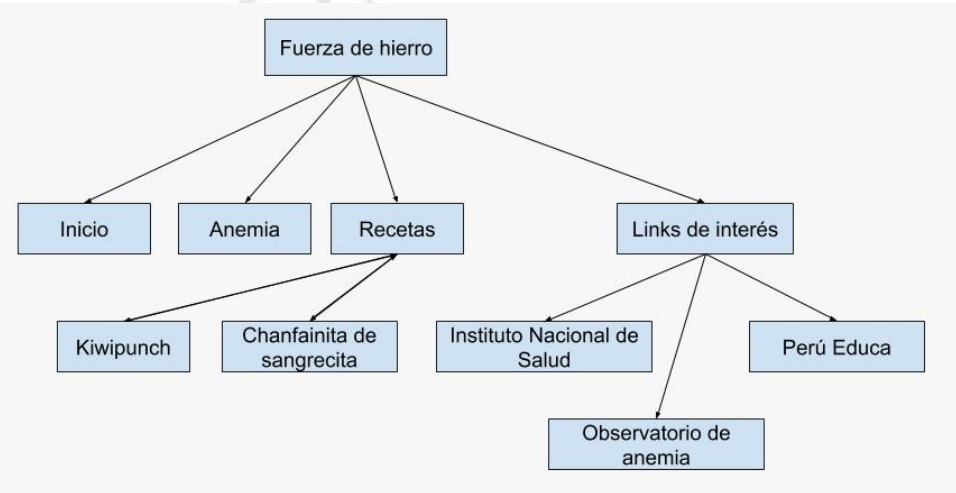 Fuerza de hierro
Inicio
Anemia
Recetas
Links de interés
Kiwipunch
Chanfainita de
sangrecita
Instituto Nacional de
Salud
Perú Educa
Observatorio de
anemia